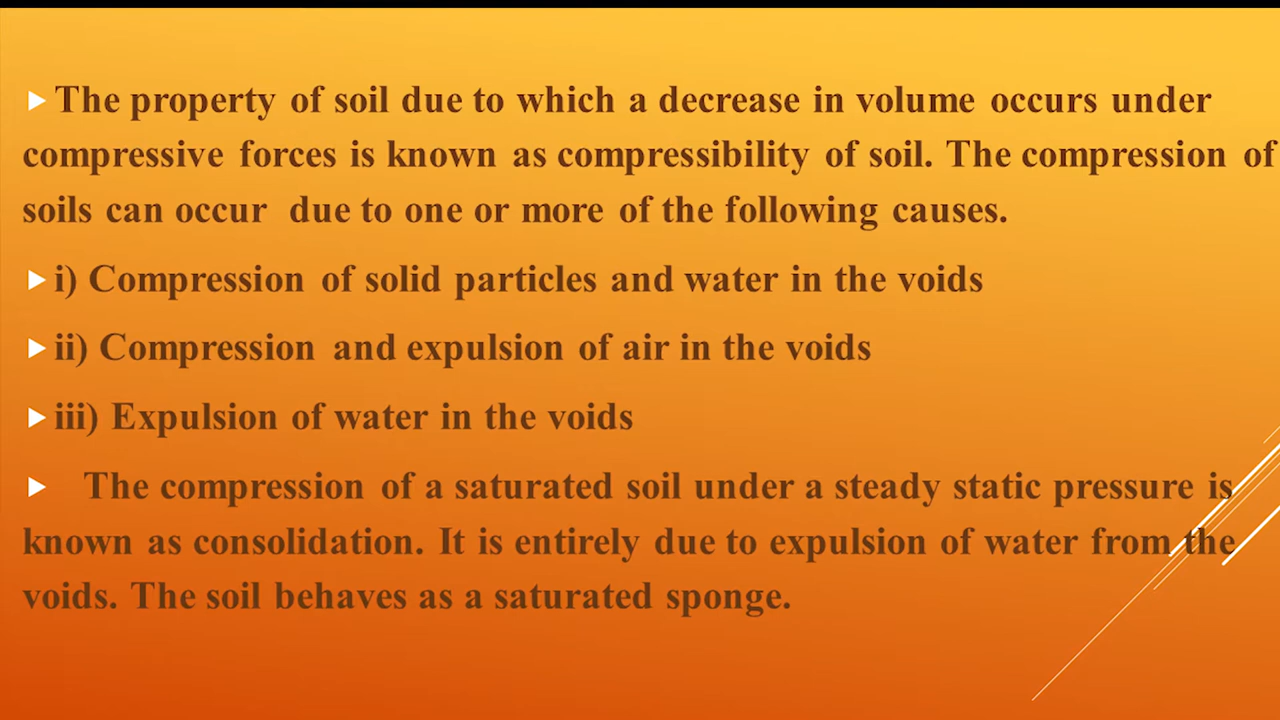 The property of soil due to which a decrease in volume occurs under
compressive forces is known as compressibility of soil. The compression of
soils can occur due to one or more of the following causes.
i) Compression of solid particles and water in the voids
ii) Compression and expulsion of air in the voids
iii) Expulsion of water in the voids
The compression of a saturated soil under a steady static pressure is
known as consolidation. It is entirely due to expulsion of water from the
voids. The soil behaves as a saturated sponge.